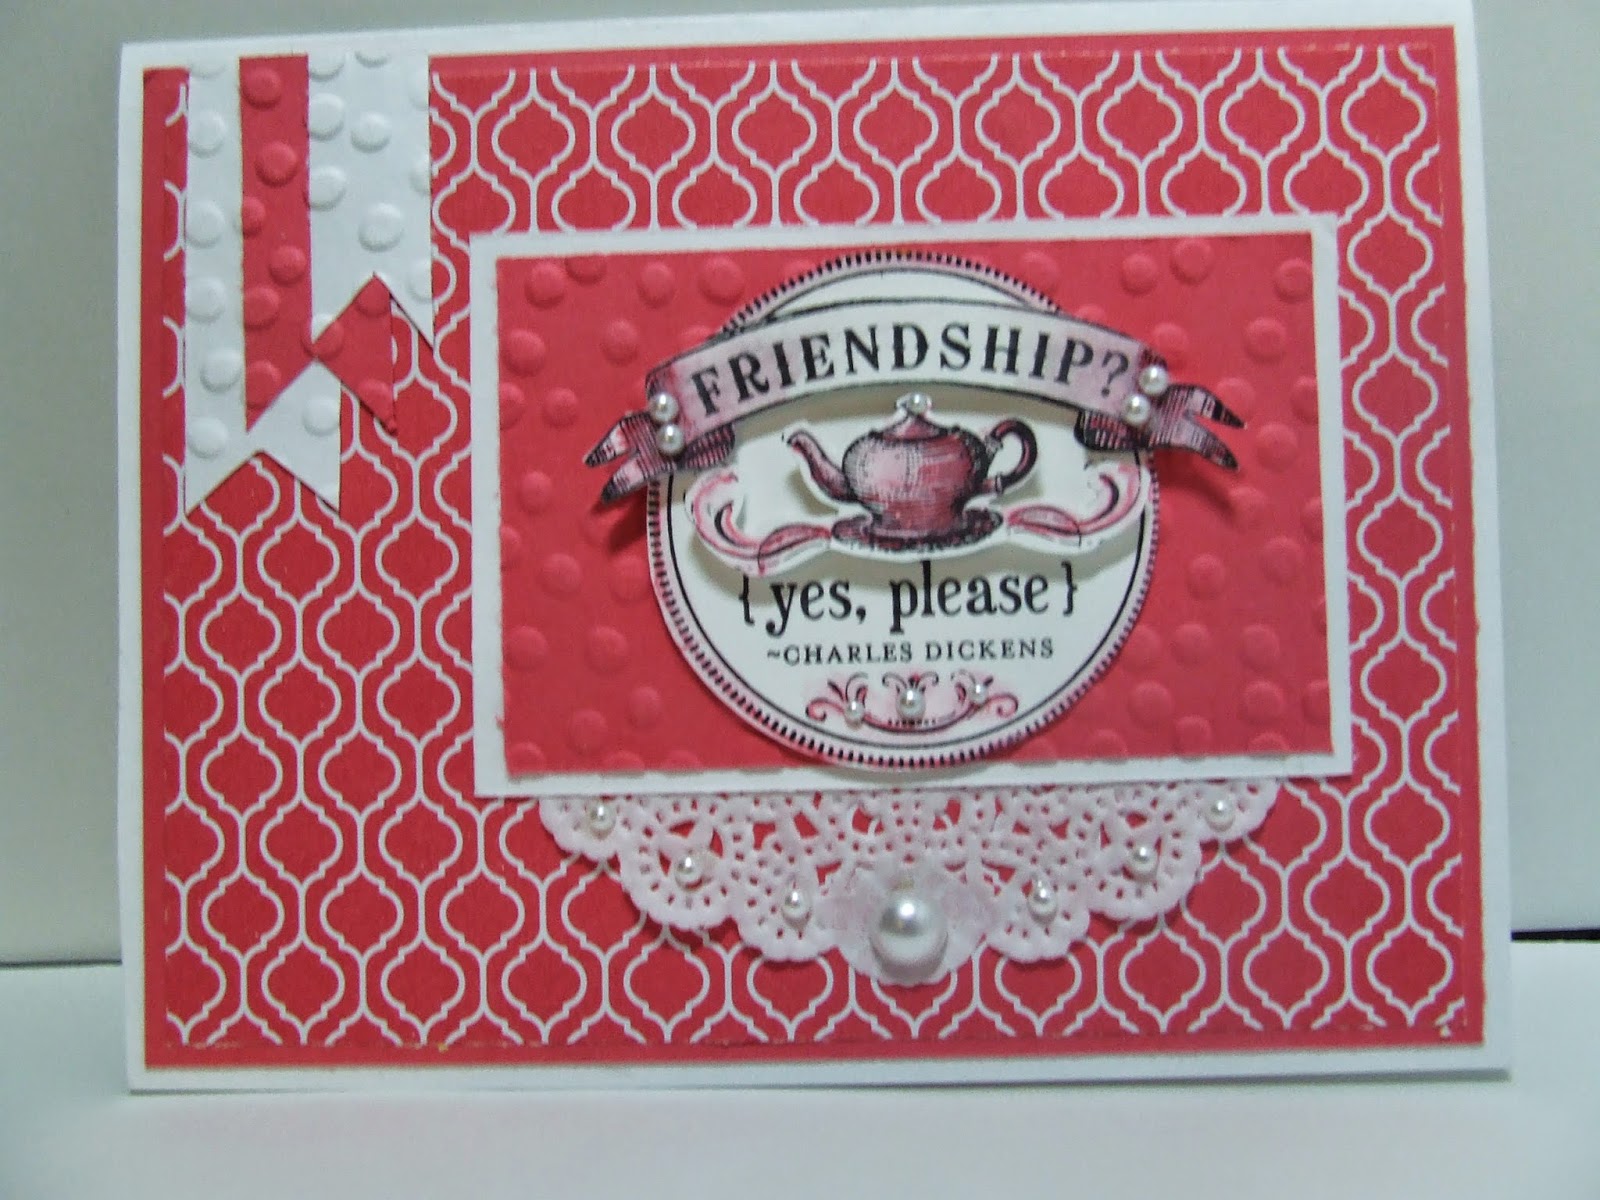 FRIENDSHIP?
{yes, please}
~CHARLES DICKENS